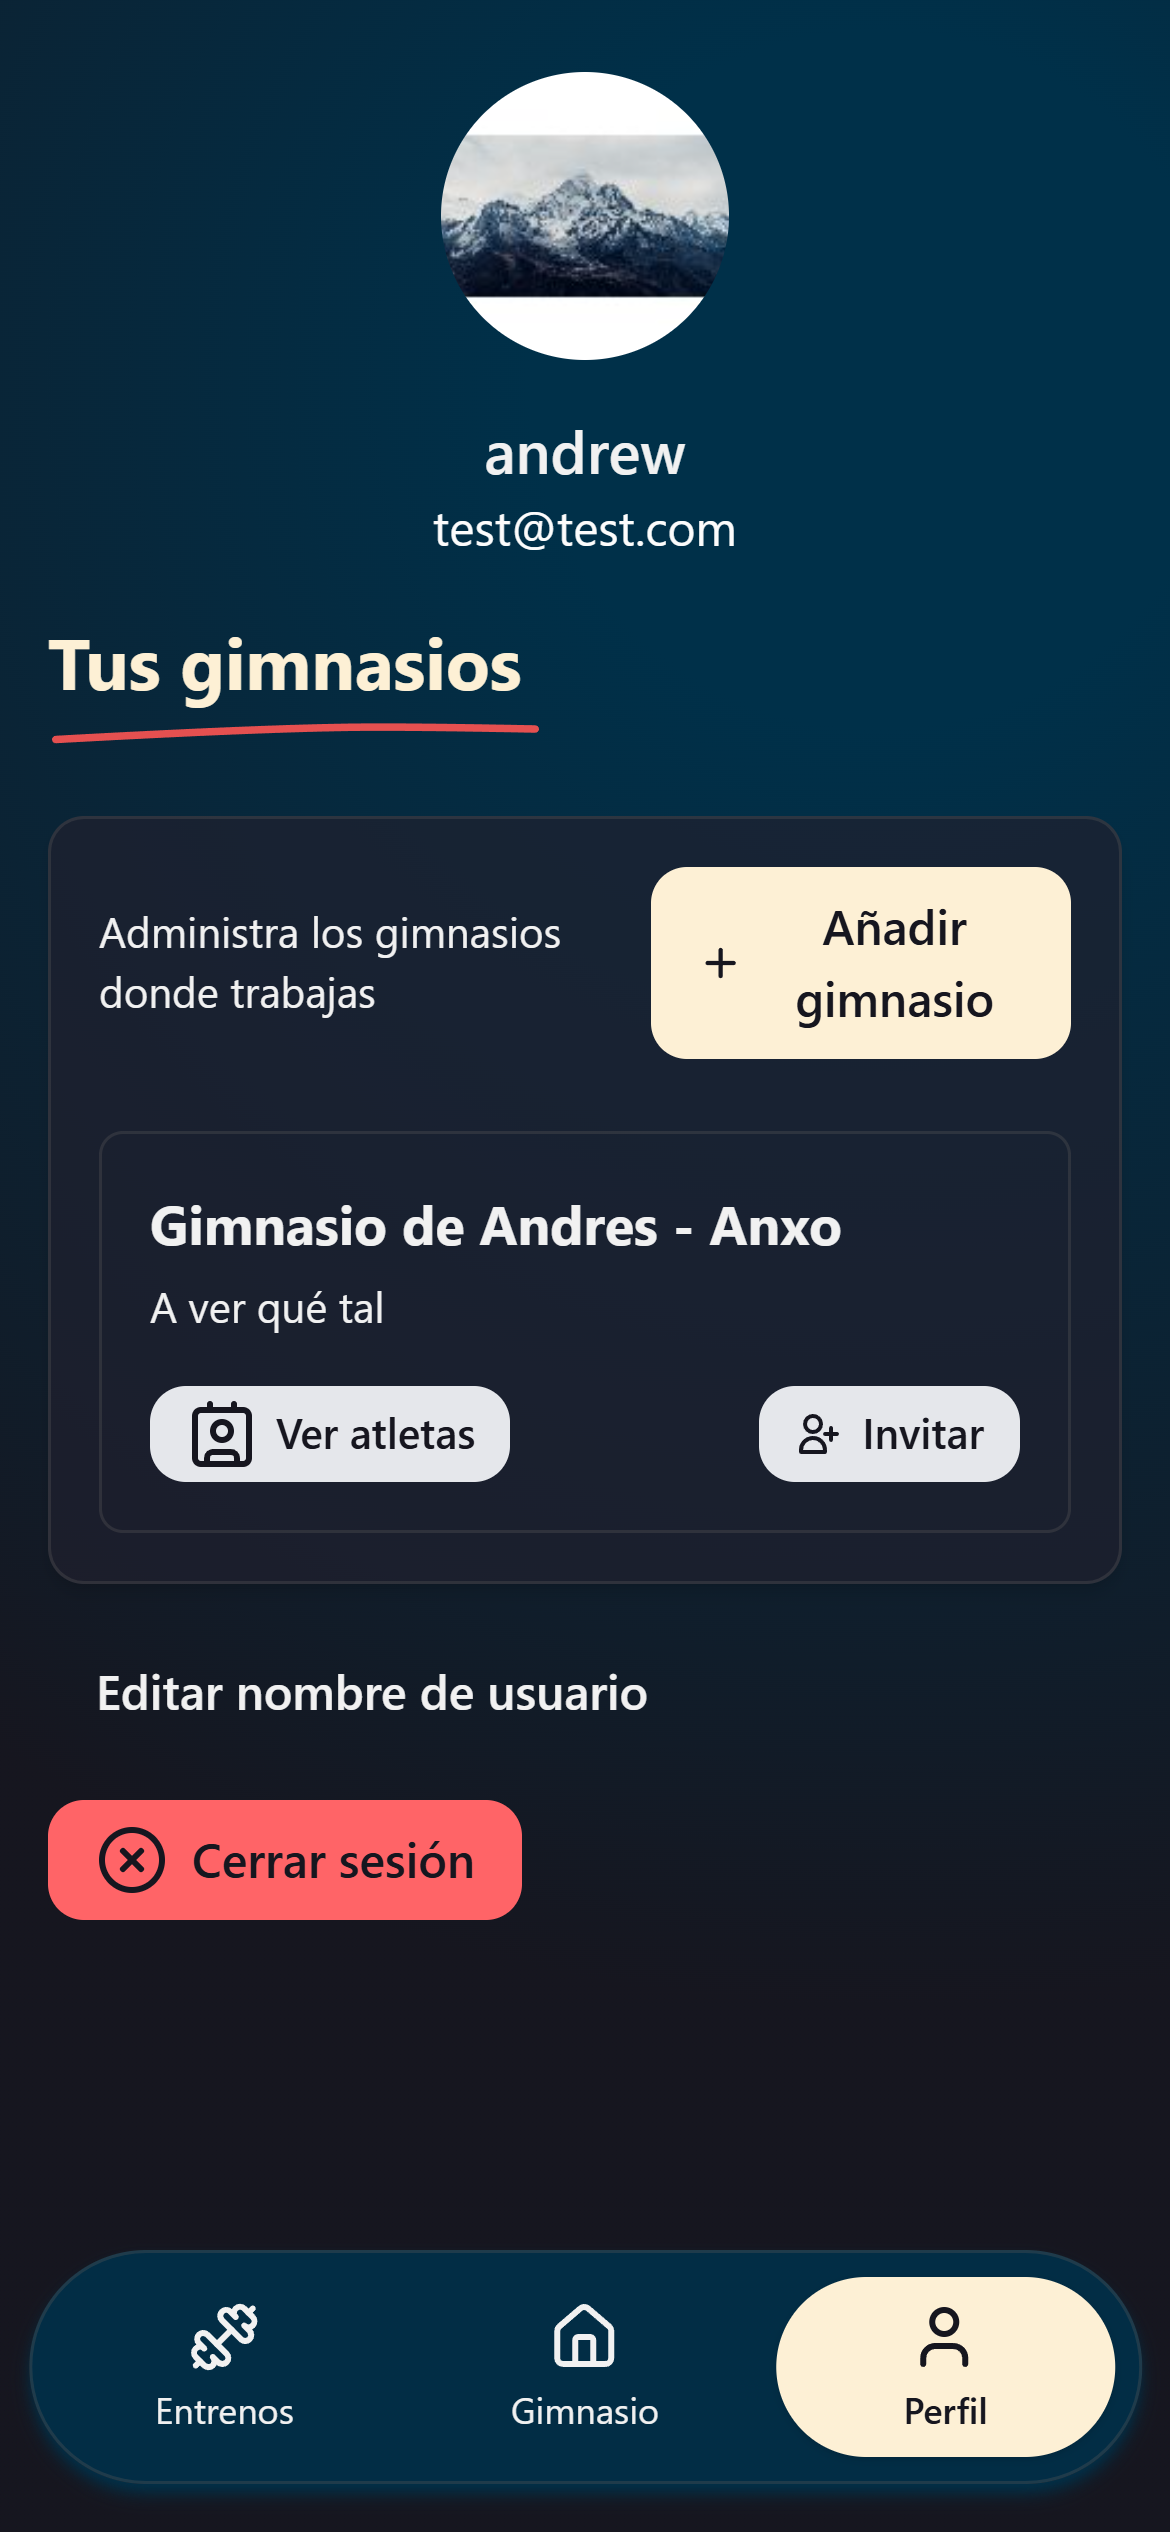 andrew
test@test.com
Tus gimnasios
Administra los gimnasios
donde trabajas
Añadir
gimnasio
Gimnasio de Andres - Anxo
A ver qué tal
Ver atletas
Invitar
Editar nombre de usuario
Cerrar sesión
Entrenos
Gimnasio
Perfil